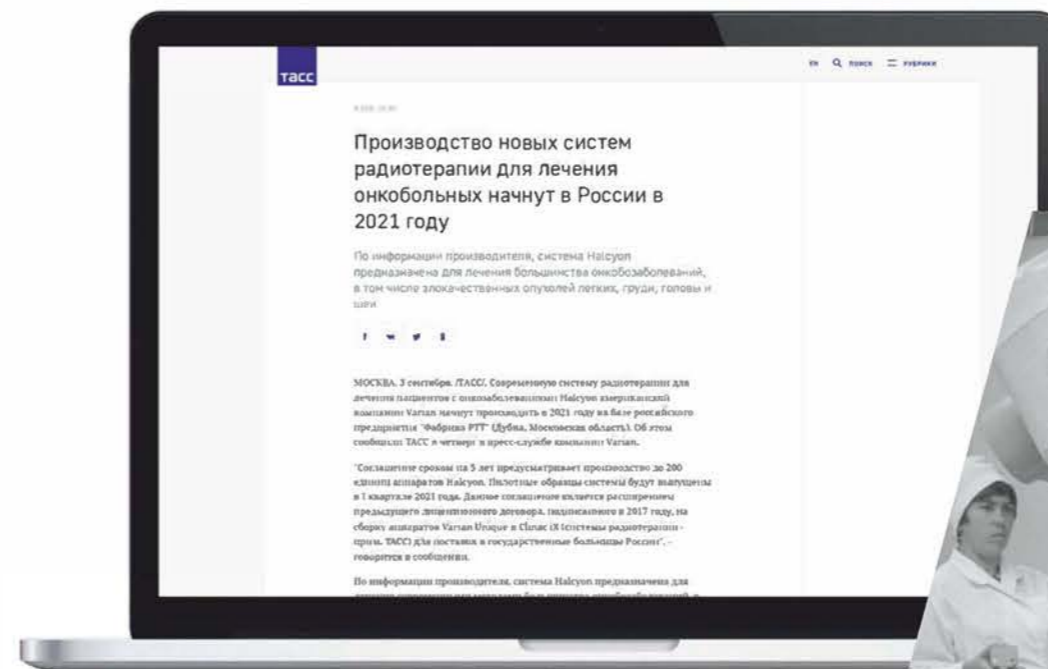 тасс
EN ПОИСК РУБРИКИ
Производство новых систем
радиотерапии для лечения
онкобольных начнут в России в
2021 году
По информации производителя, система Halcyon
предназначена для лечения большинства онкозаболеваний,
в том числе злокачественных опухолей легких, груди, головы и
шеи
МОСКВА, 3 сентября. /ТАСС/. Современную систему радиотерапии для
лечения пациентов с онкозаболеваниями Halcyon американской
компании Varian начнут производить в 2021 году на базе российского
предприятия "Фабрика РТТ" (Дубна, Московская область). Об этом
сообщили ТАСС в четверг в пресс-службе компании Varian.
"Соглашение сроком на 5 лет предусматривает производство до 200
единиц аппаратов Halcyon. Пилотные образцы системы будут выпущены
в I квартале 2021 года. Данное соглашение является расширением
предыдущего лицензионного договора, подписанного в 2017 году, на
сборку аппаратов Varian Unique и Clinac iX (системы радиотерапии -
прим. ТАСС) для поставки в государственные больницы России", -
говорится в сообщении.
По информации производителя, система Halcyon предназначена для